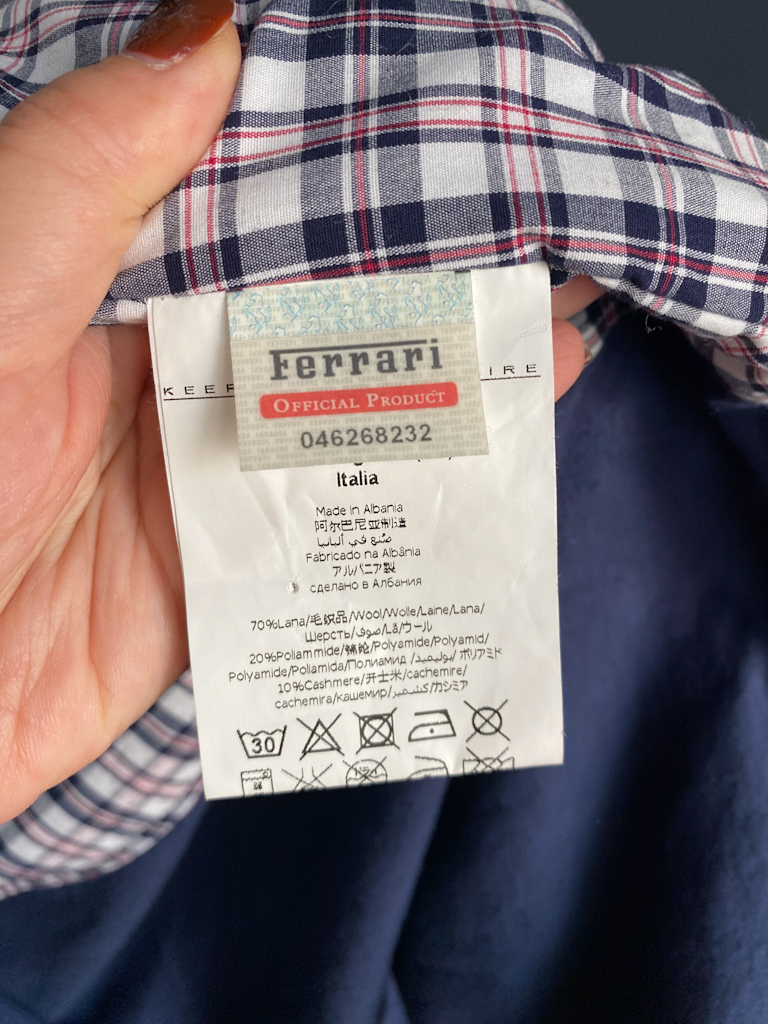 KEEP IRE
Ferrari
OFFICIAL PRODUCT
046268232
Italia
Made in Albania
阿尔巴尼亚制造
صنع في ألبانيا
Fabricado na Albânia
アルバニア製
сделано в Албания
70%Lana/毛织品/Wool/Wolle/Laine/Lana/
Шерсть/صوف/Lã/ウール
20%Poliammide/锦纶/Polyamide/Polyamid/
Polyamide/Poliamida/Полиамид/بوليميد/ポリアミド
10%Cashmere/开士米/cachemire/
cachemira/кашемир/كشمير/カシミア
30